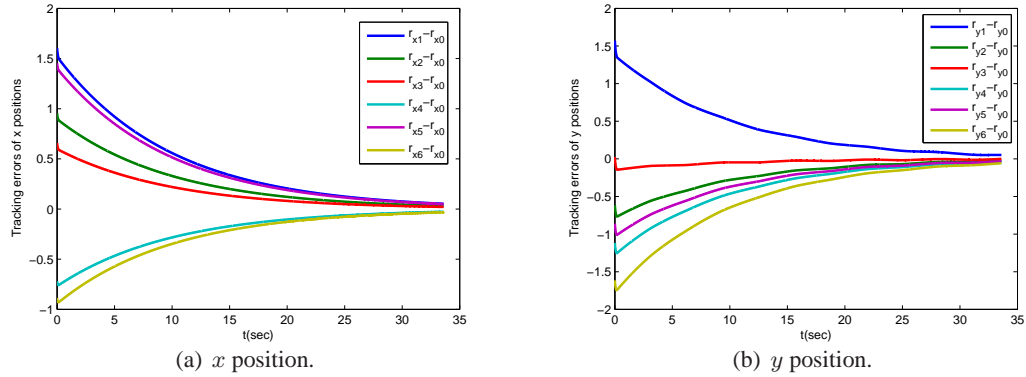 2
1.5
1
0.5
0
−0.5
−1
0 5 10 15 20 25 30 35
t(sec)
Tracking errors of x positions
r_x1−r_x0
r_x2−r_x0
r_x3−r_x0
r_x4−r_x0
r_x5−r_x0
r_x6−r_x0
(a) x position.
2
1.5
1
0.5
0
−0.5
−1
−1.5
−2
0 5 10 15 20 25 30 35
t(sec)
Tracking errors of y positions
r_y1−r_y0
r_y2−r_y0
r_y3−r_y0
r_y4−r_y0
r_y5−r_y0
r_y6−r_y0
(b) y position.